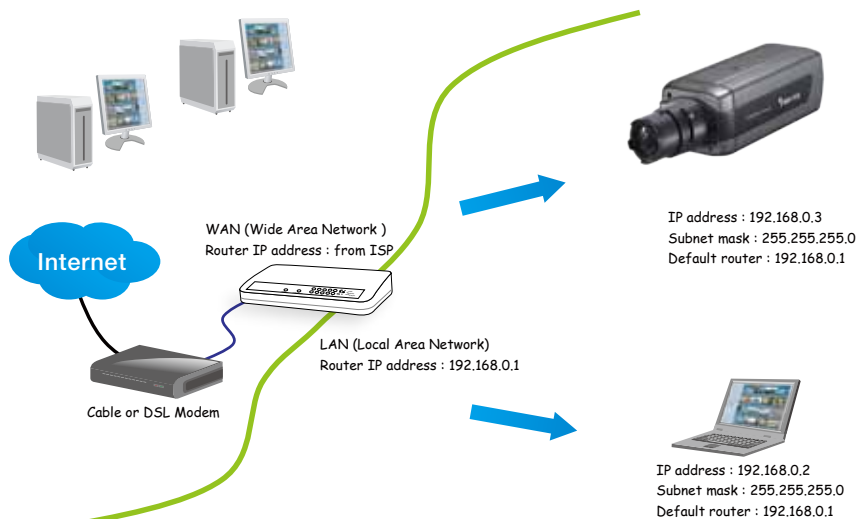 WAN (Wide Area Network )
Router IP address : from ISP
Internet
LAN (Local Area Network)
Router IP address : 192.168.0.1
Cable or DSL Modem
IP address : 192.168.0.3
Subnet mask : 255.255.255.0
Default router : 192.168.0.1
IP address : 192.168.0.2
Subnet mask : 255.255.255.0
Default router : 192.168.0.1